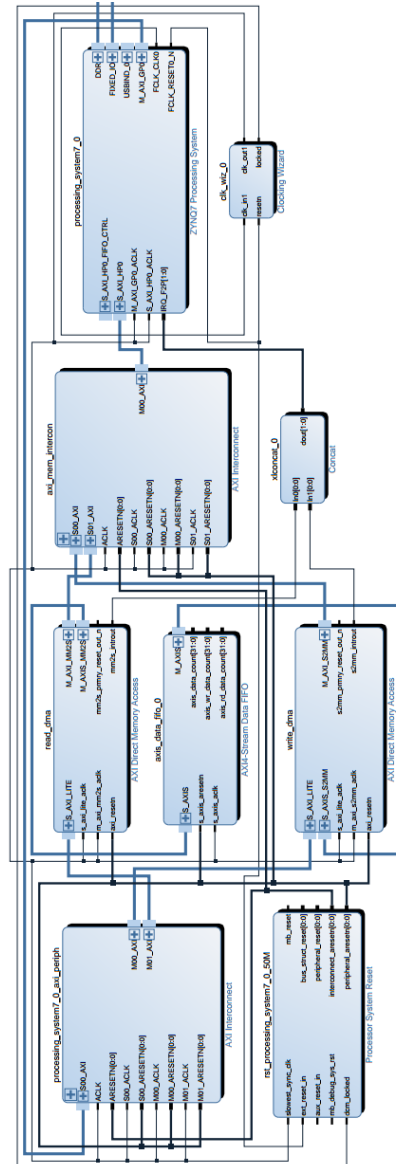 processing_system7_0_axi_periph
S00_AXI
ACLK
ARESETN[0:0]
S00_ACLK
S00_ARESETN[0:0]
M00_ACLK
M00_ARESETN[0:0]
M01_ACLK
M01_ARESETN[0:0]
M00_AXI
M01_AXI
AXI Interconnect
rst_processing_system7_0_50M
slowest_sync_clk
ext_reset_in
aux_reset_in
mb_debug_sys_rst
dcm_locked
mb_reset
bus_struct_reset[0:0]
peripheral_reset[0:0]
interconnect_aresetn[0:0]
peripheral_aresetn[0:0]
Processor System Reset
read_dma
S_AXI_LITE
s_axi_lite_aclk
m_axi_mm2s_aclk
axi_resetn
M_AXI_MM2S
M_AXIS_MM2S
mm2s_prmry_reset_out_n
mm2s_introut
AXI Direct Memory Access
axis_data_fifo_0
S_AXIS
s_axis_aresetn
s_axis_aclk
M_AXIS
axis_data_count[31:0]
axis_wr_data_count[31:0]
axis_rd_data_count[31:0]
AXI4-Stream Data FIFO
write_dma
S_AXI_LITE
S_AXIS_S2MM
s_axi_lite_aclk
m_axi_s2mm_aclk
axi_resetn
M_AXI_S2MM
s2mm_prmry_reset_out_n
s2mm_introut
AXI Direct Memory Access
axi_mem_intercon
S00_AXI
S01_AXI
ACLK
ARESETN[0:0]
S00_ACLK
S00_ARESETN[0:0]
M00_ACLK
M00_ARESETN[0:0]
S01_ACLK
S01_ARESETN[0:0]
M00_AXI
AXI Interconnect
xlconcat_0
In0[0:0]
In1[0:0]
dout[1:0]
Concat
processing_system7_0
S_AXI_HP0_FIFO_CTRL
S_AXI_HP0
M_AXI_GP0_ACLK
S_AXI_HP0_ACLK
IRQ_F2P[1:0]
DDR
FIXED_IO
USBIND_0
M_AXI_GP0
FCLK_CLK0
FCLK_RESET0_N
ZYNQ7 Processing System
clk_wiz_0
clk_in1
resetn
clk_out1
locked
Clocking Wizard